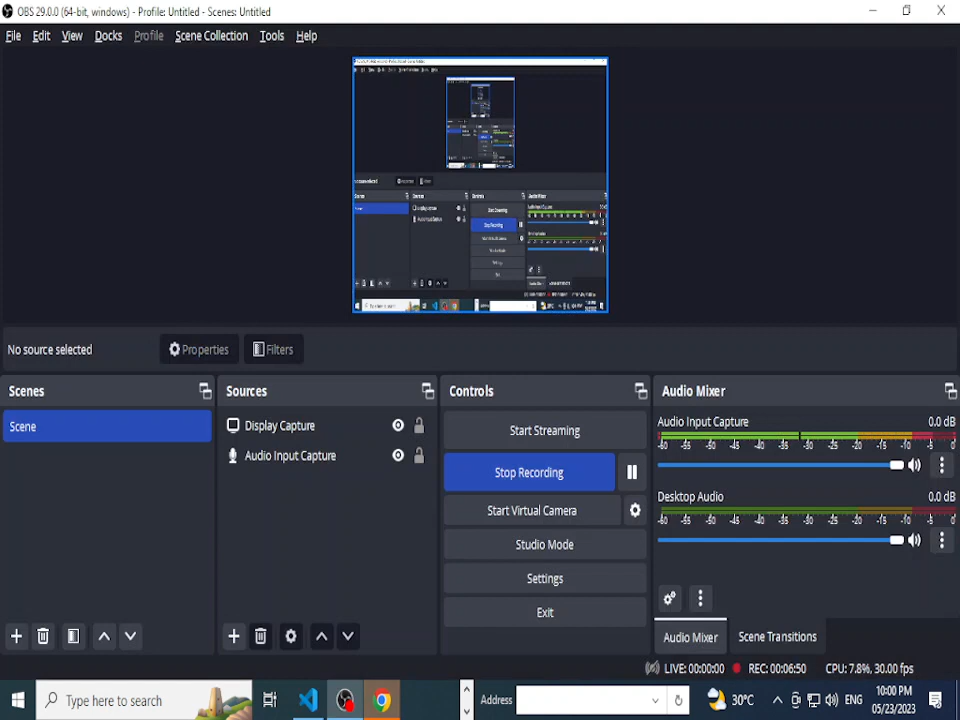 OBS 29.0.0 (64-bit, windows) - Profile: Untitled - Scenes: Untitled
File Edit View Docks Profile Scene Collection Tools Help
No source selected Properties Filters
Scenes
Scene
Sources
Display Capture
Audio Input Capture
Controls
Start Streaming
Stop Recording
Start Virtual Camera
Studio Mode
Settings
Exit
Audio Mixer
Audio Input Capture 0.0 dB
-60 -55 -50 -45 -40 -35 -30 -25 -20 -15 -10 -5 0
Desktop Audio 0.0 dB
-60 -55 -50 -45 -40 -35 -30 -25 -20 -15 -10 -5 0
Audio Mixer Scene Transitions
LIVE: 00:00:00 REC: 00:06:50 CPU: 7.8%, 30.00 fps
Type here to search Address 30°C ENG 10:00 PM
05/23/2023